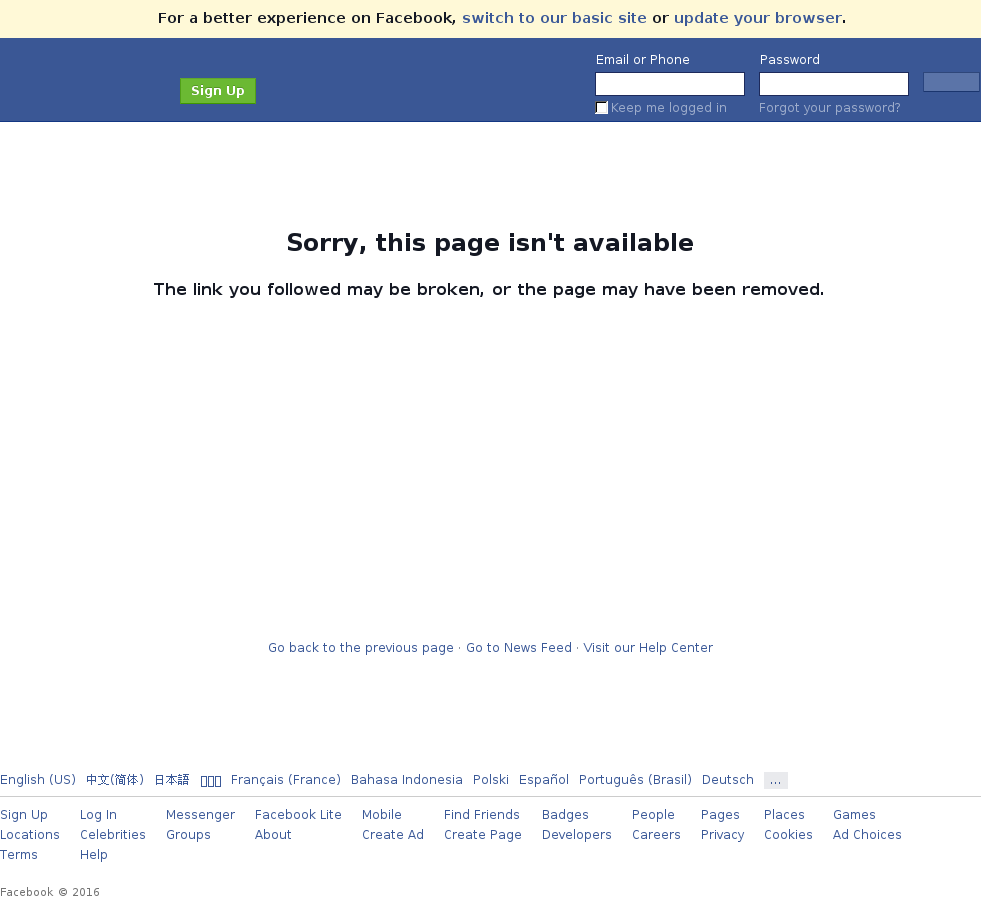 For a better experience on Facebook, switch to our basic site or update your browser.
Email or Phone Password
Sign Up
Keep me logged in Forgot your password?
Sorry, this page isn't available
The link you followed may be broken, or the page may have been removed.
Go back to the previous page · Go to News Feed · Visit our Help Center
English (US) 中文(简体) 日本語 Français (France) Bahasa Indonesia Polski Español Português (Brasil) Deutsch ...
Sign Up Log In Messenger Facebook Lite Mobile Find Friends Badges People Pages Places Games
Locations Celebrities Groups About Create Ad Create Page Developers Careers Privacy Cookies Ad Choices
Terms Help
Facebook © 2016